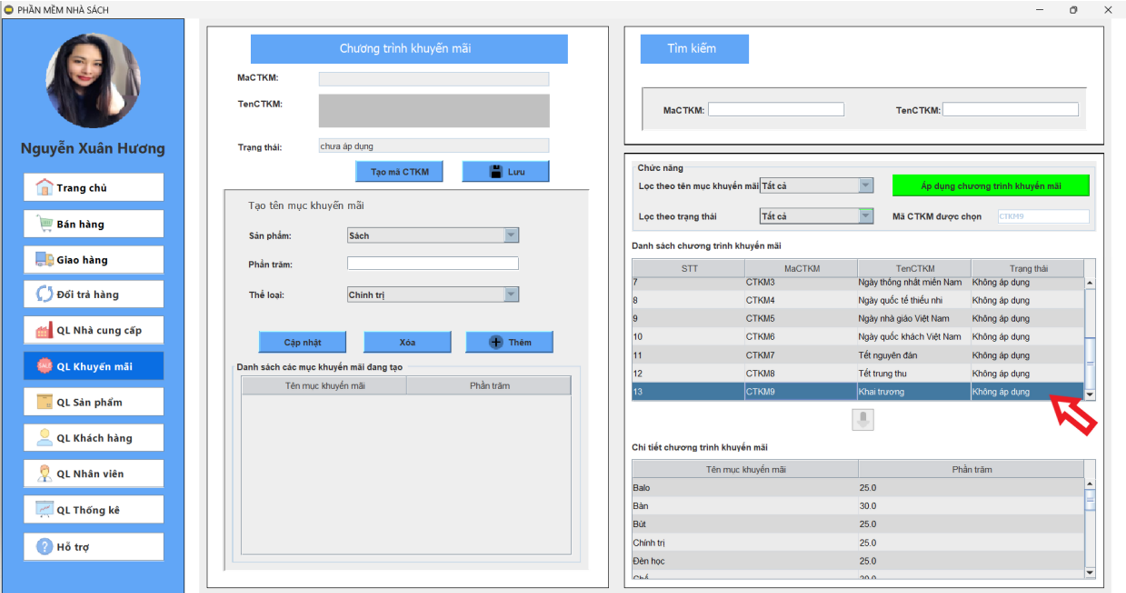 PHẦN MỀM NHÀ SÁCH
Nguyễn Xuân Hương
Trang chủ
Bán hàng
Giao hàng
Đổi trả hàng
QL Nhà cung cấp
QL Khuyến mãi
QL Sản phẩm
QL Khách hàng
QL Nhân viên
QL Thống kê
Hỗ trợ
Chương trình khuyến mãi
MaCTKM:
TenCTKM:
Trạng thái: chưa áp dụng
Tạo mã CTKM Lưu
Tạo tên mục khuyến mãi
Sản phẩm: Sách
Phần trăm:
Thể loại: Chính trị
Cập nhật Xóa Thêm
Danh sách các mục khuyến mãi đang tạo
Tên mục khuyến mãi Phần trăm
Tìm kiếm
MaCTKM: TenCTKM:
Chức năng
Lọc theo tên mục khuyến mãi Tất cả Áp dụng chương trình khuyến mãi
Lọc theo trạng thái Tất cả Mã CTKM được chọn CTKM9
Danh sách chương trình khuyến mãi
STT MaCTKM TenCTKM Trạng thái
7 CTKM3 Ngày thống nhất miền Nam Không áp dụng
8 CTKM4 Ngày quốc tế thiếu nhi Không áp dụng
9 CTKM5 Ngày nhà giáo Việt Nam Không áp dụng
10 CTKM6 Ngày quốc khách Việt Nam Không áp dụng
11 CTKM7 Tết nguyên đán Không áp dụng
12 CTKM8 Tết trung thu Không áp dụng
13 CTKM9 Khai trương Không áp dụng
Chi tiết chương trình khuyến mãi
Tên mục khuyến mãi Phần trăm
Balo 25.0
Bàn 30.0
Bút 25.0
Chính trị 25.0
Đèn học 25.0